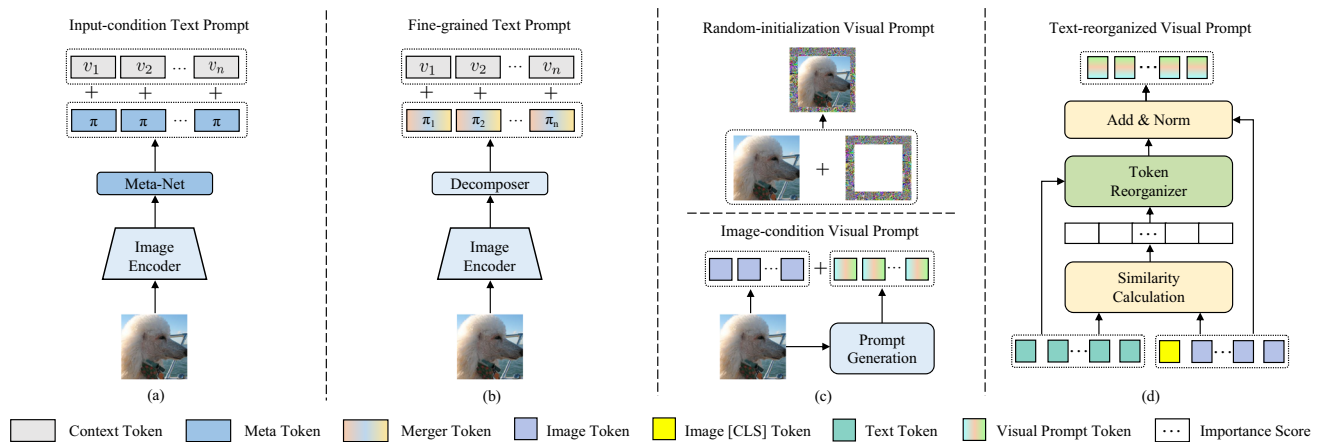 Input-condition Text Prompt
v1 v2 ... vn
+ + +
π π ... π
Meta-Net
Image
Encoder
(a)
Fine-grained Text Prompt
v1 v2 ... vn
+ + +
π1 π2 ... πn
Decomposer
Image
Encoder
(b)
Random-initialization Visual Prompt
+
Image-condition Visual Prompt
... + ...
Prompt
Generation
(c)
Text-reorganized Visual Prompt
...
Add & Norm
Token
Reorganizer
...
Similarity
Calculation
... ...
(d)
Context Token Meta Token Merger Token Image Token Image [CLS] Token Text Token Visual Prompt Token ... Importance Score